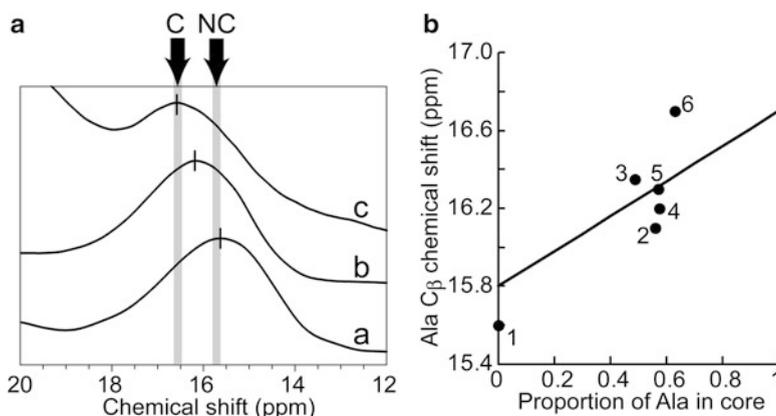 a
C NC
c
b
a
20 18 16 14 12
Chemical shift (ppm)
b
17.0
16.6
16.2
15.8
15.4
Ala Cβ chemical shift (ppm)
6
3 5
4
2
1
0 0.2 0.4 0.6 0.8 1
Proportion of Ala in core